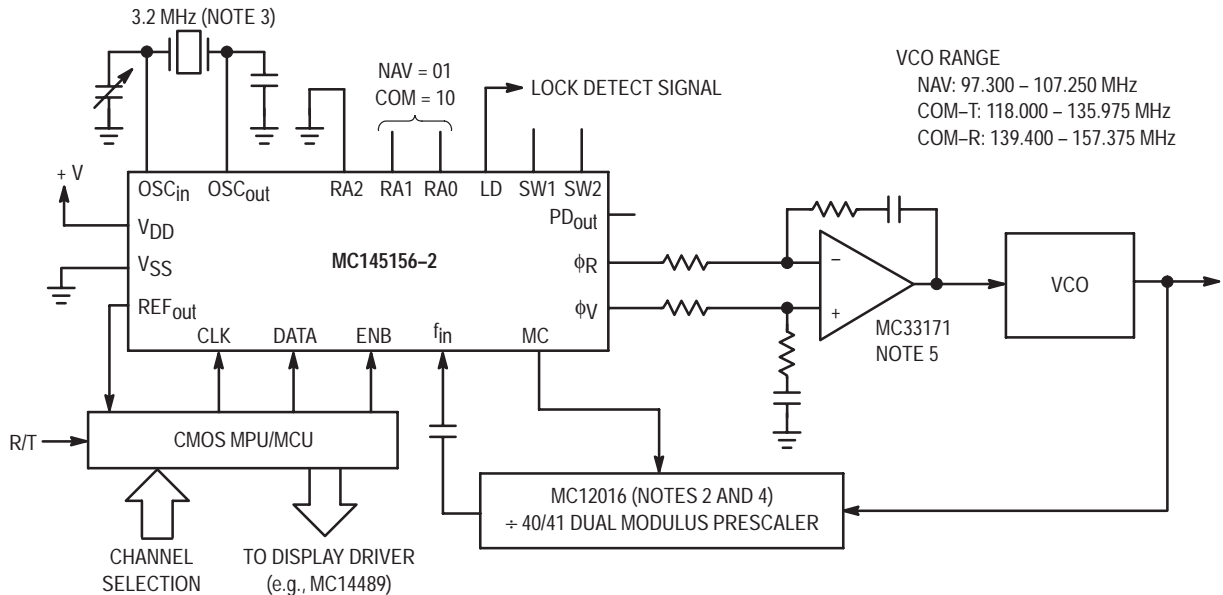 3.2 MHz (NOTE 3)
NAV = 01
COM = 10
LOCK DETECT SIGNAL
VCO RANGE
NAV: 97.300 – 107.250 MHz
COM–T: 118.000 – 135.975 MHz
COM–R: 139.400 – 157.375 MHz
+ V
OSCin OSCout RA2 RA1 RA0 LD SW1 SW2
VDD
PDout
VSS
MC145156–2
ϕR
REFout
ϕV
CLK DATA ENB fin MC
–
+
MC33171
NOTE 5
VCO
R/T
CMOS MPU/MCU
MC12016 (NOTES 2 AND 4)
÷ 40/41 DUAL MODULUS PRESCALER
CHANNEL
SELECTION
TO DISPLAY DRIVER
(e.g., MC14489)